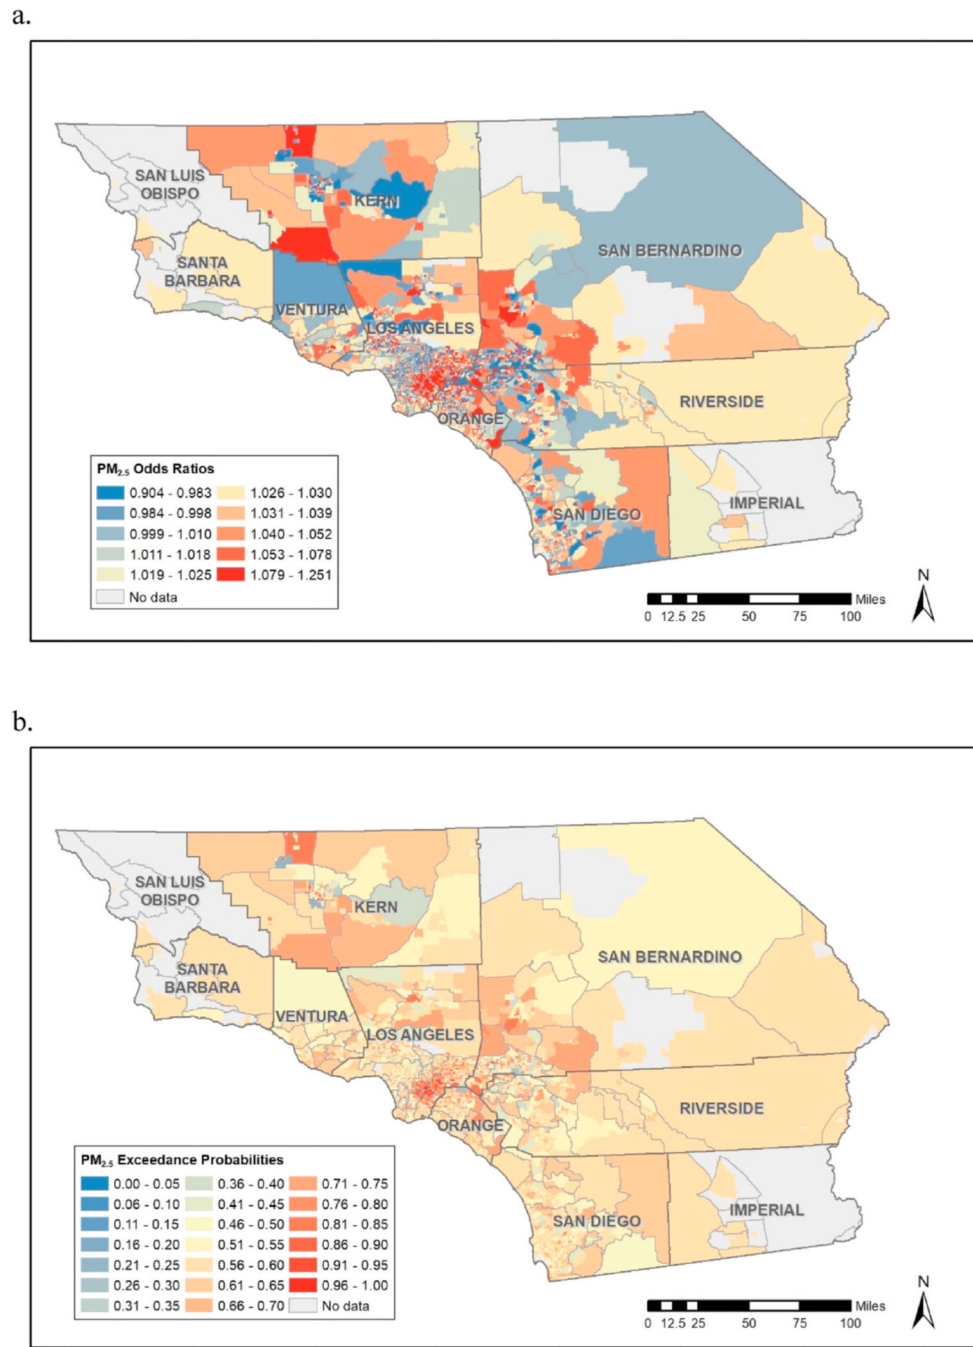 a.
SAN LUIS
OBISPO
KERN
SAN BERNARDINO
SANTA
BARBARA
VENTURA
LOS ANGELES
RIVERSIDE
ORANGE
IMPERIAL
SAN DIEGO
PM2.5 Odds Ratios
0.904 - 0.983 1.026 - 1.030
0.984 - 0.998 1.031 - 1.039
0.999 - 1.010 1.040 - 1.052
1.011 - 1.018 1.053 - 1.078
1.019 - 1.025 1.079 - 1.251
No data
N
Miles
0 12.5 25 50 75 100
b.
SAN LUIS
OBISPO
KERN
SAN BERNARDINO
SANTA
BARBARA
VENTURA
LOS ANGELES
RIVERSIDE
ORANGE
IMPERIAL
SAN DIEGO
PM2.5 Exceedance Probabilities
0.00 - 0.05 0.36 - 0.40 0.71 - 0.75
0.06 - 0.10 0.41 - 0.45 0.76 - 0.80
0.11 - 0.15 0.46 - 0.50 0.81 - 0.85
0.16 - 0.20 0.51 - 0.55 0.86 - 0.90
0.21 - 0.25 0.56 - 0.60 0.91 - 0.95
0.26 - 0.30 0.61 - 0.65 0.96 - 1.00
0.31 - 0.35 0.66 - 0.70 No data
N
Miles
0 12.5 25 50 75 100